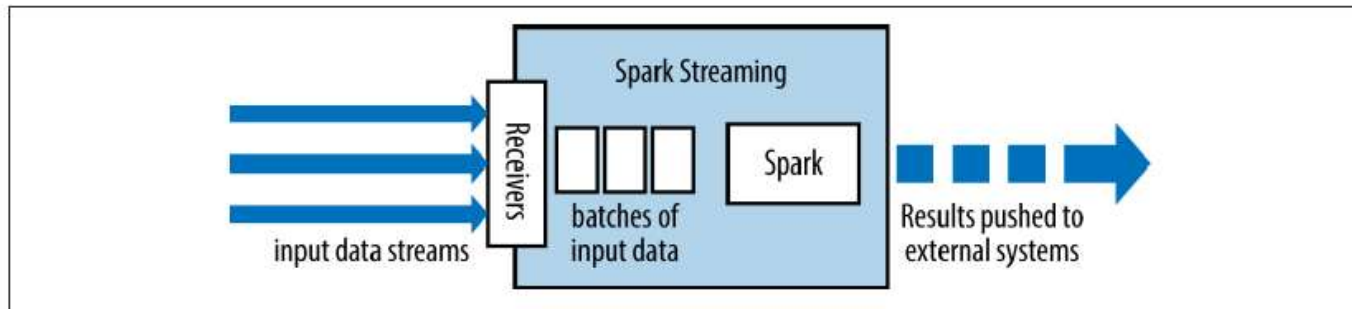 Spark Streaming
Receivers
Spark
batches of
input data
input data streams
Results pushed to
external systems